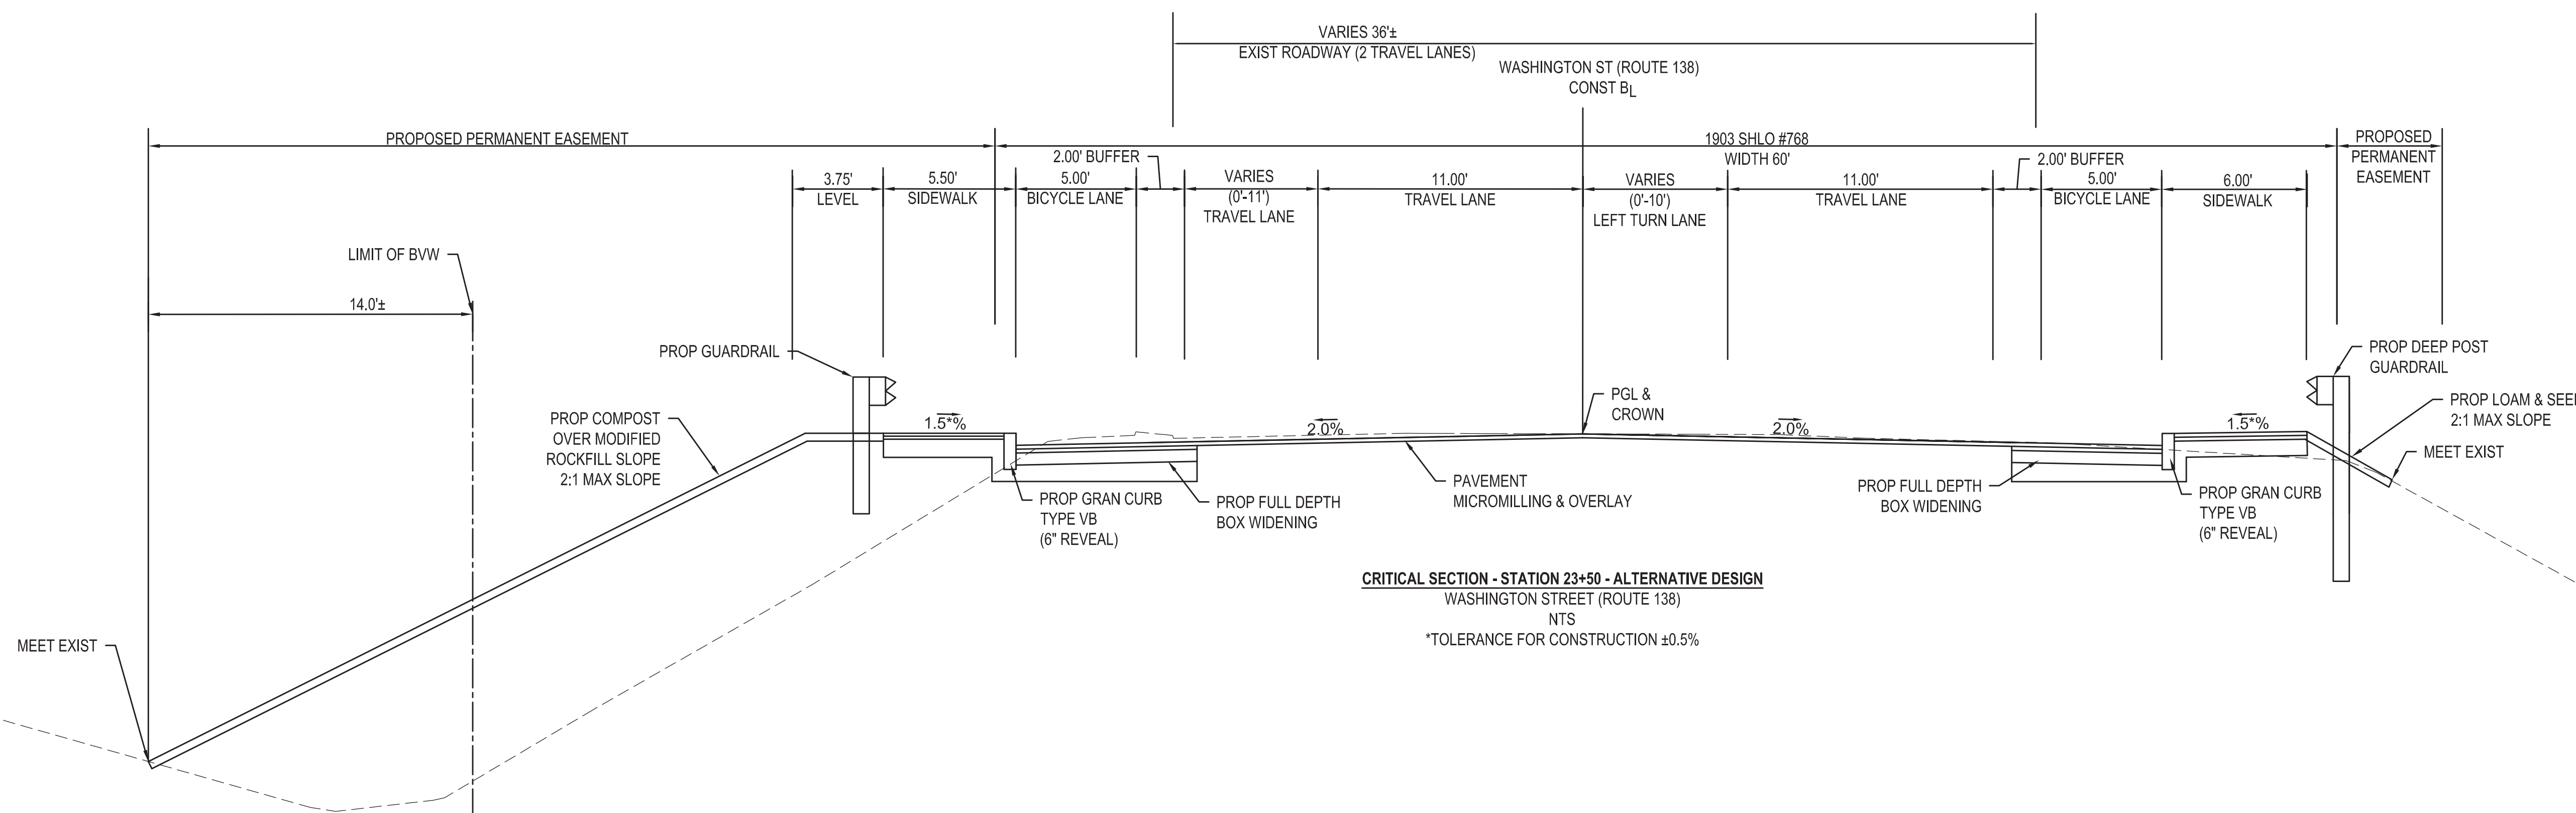 VARIES 36'±
EXIST ROADWAY (2 TRAVEL LANES)
WASHINGTON ST (ROUTE 138)
CONST BL
PROPOSED PERMANENT EASEMENT
1903 SHLO #768
WIDTH 60'
PROPOSED
PERMANENT
EASEMENT
3.75'
LEVEL
5.50'
SIDEWALK
5.00'
BICYCLE LANE
2.00' BUFFER
VARIES
(0'-11')
TRAVEL LANE
11.00'
TRAVEL LANE
VARIES
(0'-10')
LEFT TURN LANE
11.00'
TRAVEL LANE
2.00' BUFFER
5.00'
BICYCLE LANE
6.00'
SIDEWALK
LIMIT OF BVW
14.0'±
PROP GUARDRAIL
PROP DEEP POST
GUARDRAIL
PGL &
CROWN
PROP COMPOST
OVER MODIFIED
ROCKFILL SLOPE
2:1 MAX SLOPE
1.5*%
2.0%
2.0%
1.5*%
PROP LOAM & SEE
2:1 MAX SLOPE
MEET EXIST
PROP GRAN CURB
TYPE VB
(6" REVEAL)
PROP FULL DEPTH
BOX WIDENING
PAVEMENT
MICROMILLING & OVERLAY
PROP FULL DEPTH
BOX WIDENING
PROP GRAN CURB
TYPE VB
(6" REVEAL)
CRITICAL SECTION - STATION 23+50 - ALTERNATIVE DESIGN
WASHINGTON STREET (ROUTE 138)
NTS
*TOLERANCE FOR CONSTRUCTION ±0.5%
MEET EXIST